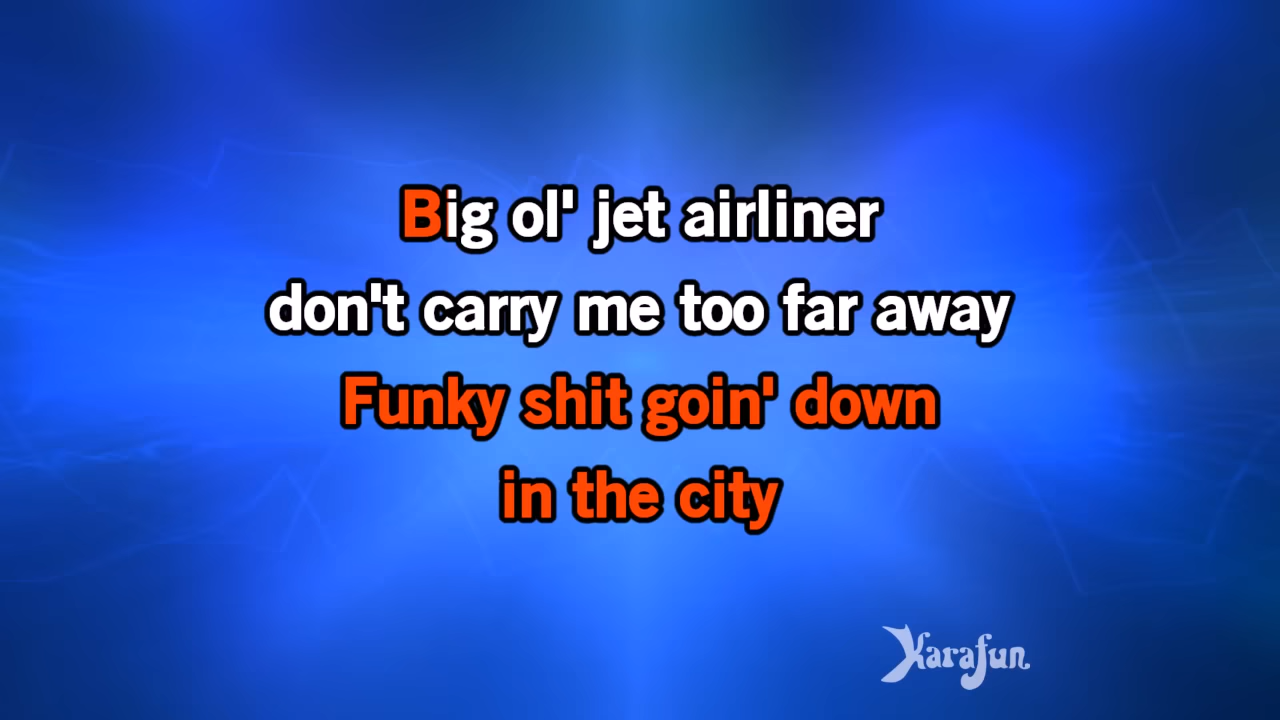 Big ol' jet airliner
don't carry me too far away
Funky shit goin' down
in the city
Karafun